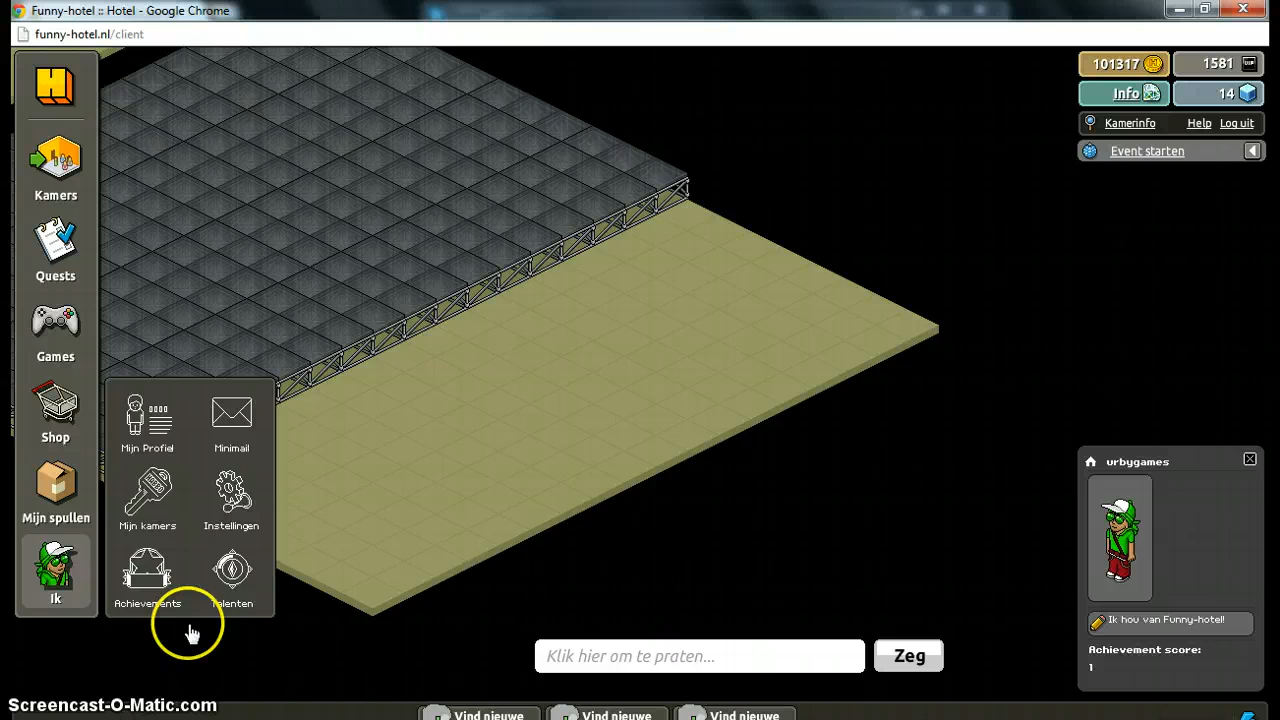 Funny-hotel :: Hotel - Google Chrome
funny-hotel.nl/client
101317
1581
Info
14
Kamerinfo Help Log uit
Event starten
Kamers
Quests
Games
Shop
Mijn spullen
Ik
Mijn Profiel Minimail
Mijn kamers Instellingen
Achievements Talenten
urbygames
Ik hou van Funny-hotel!
Achievement score:
1
Klik hier om te praten... Zeg
Screencast-O-Matic.com
Vind nieuwe Vind nieuwe Vind nieuwe